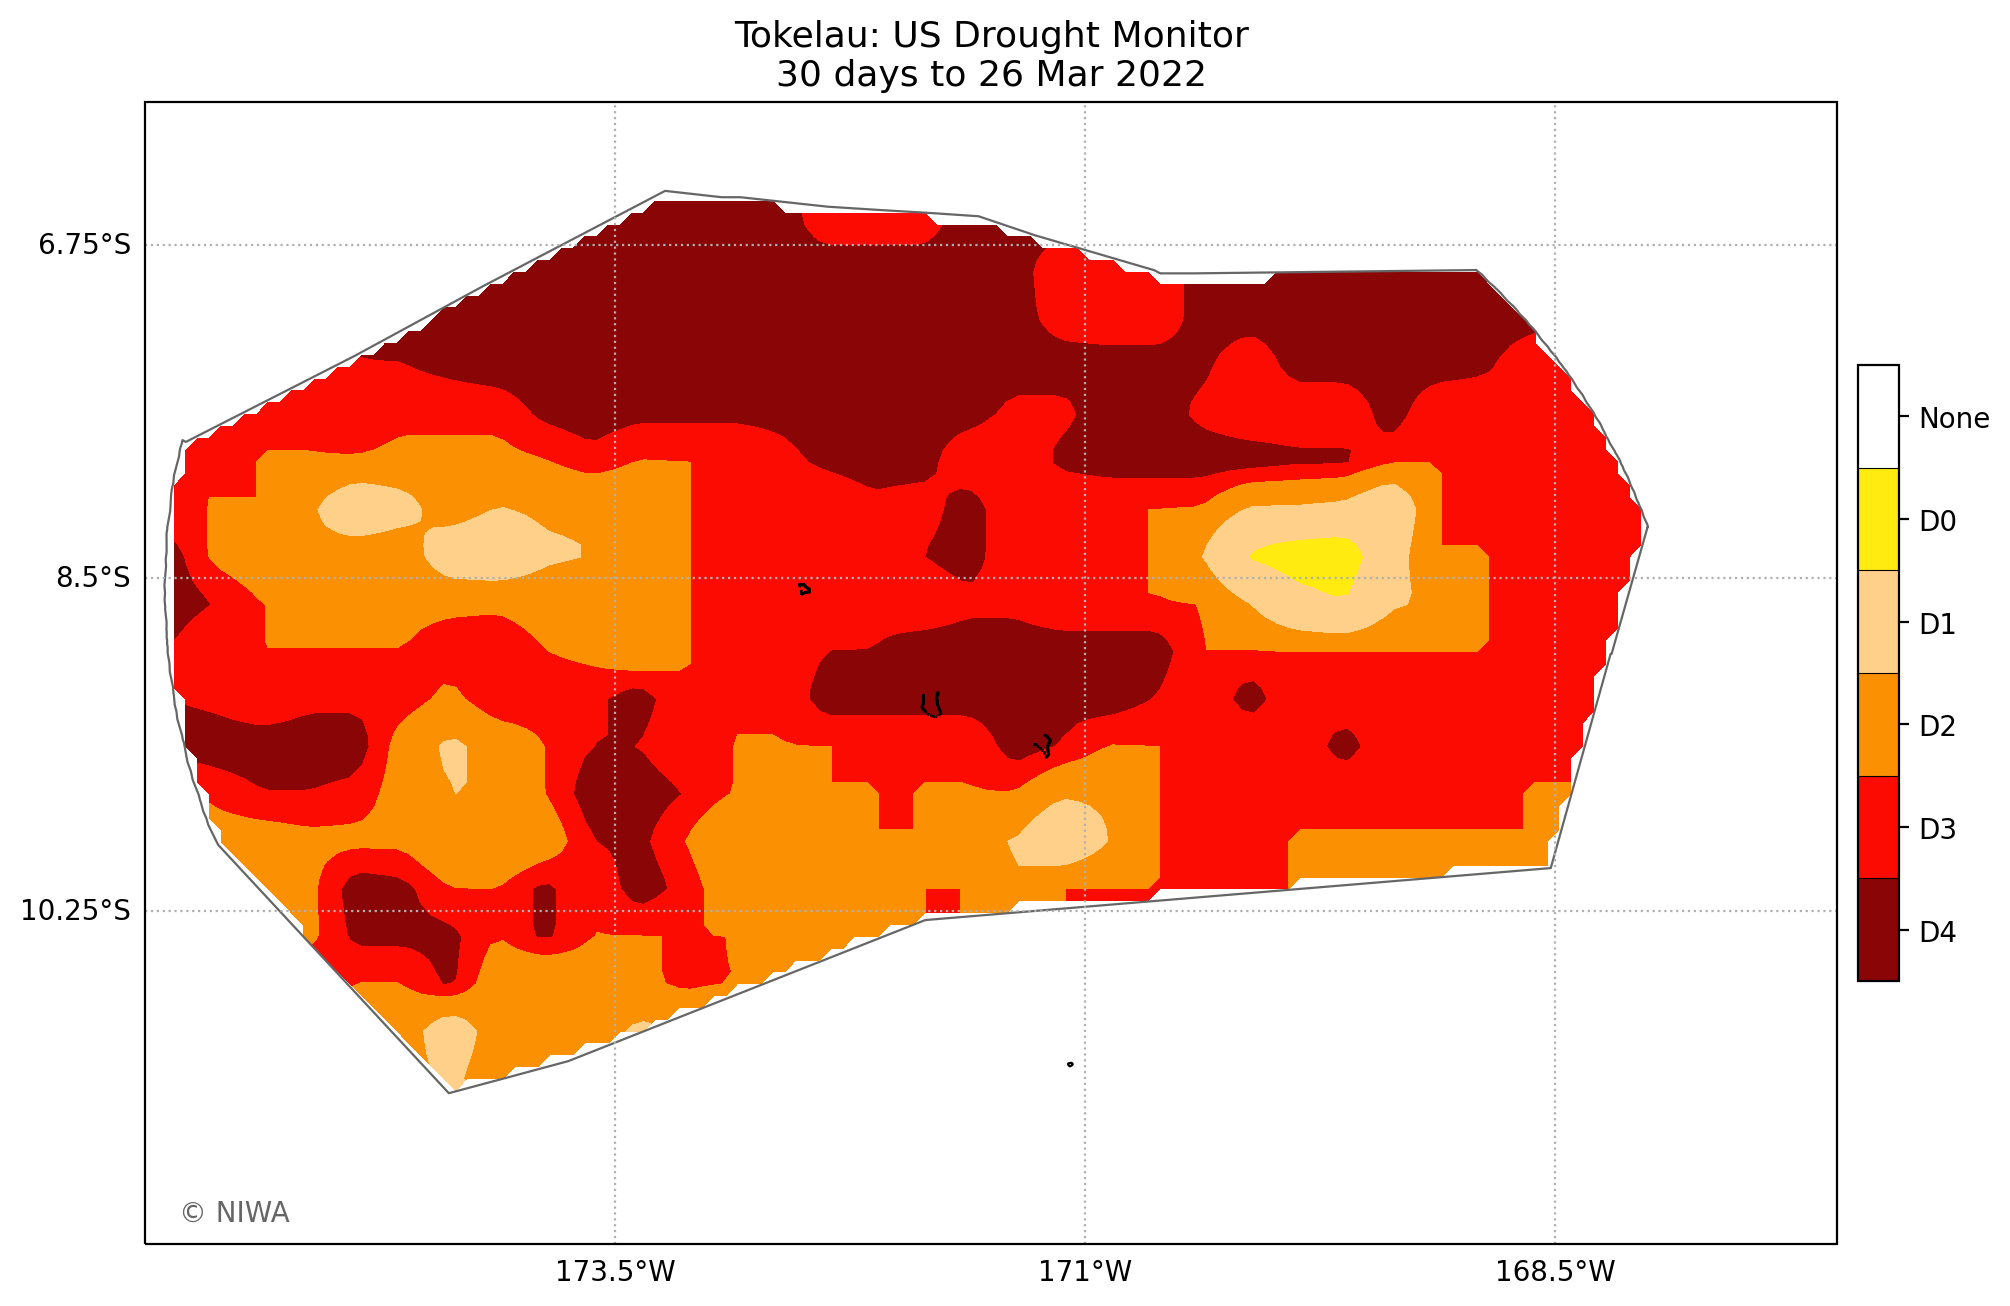 Tokelau: US Drought Monitor
30 days to 26 Mar 2022
6.75°S
8.5°S
10.25°S
173.5°W
171°W
168.5°W
None
D0
D1
D2
D3
D4
© NIWA